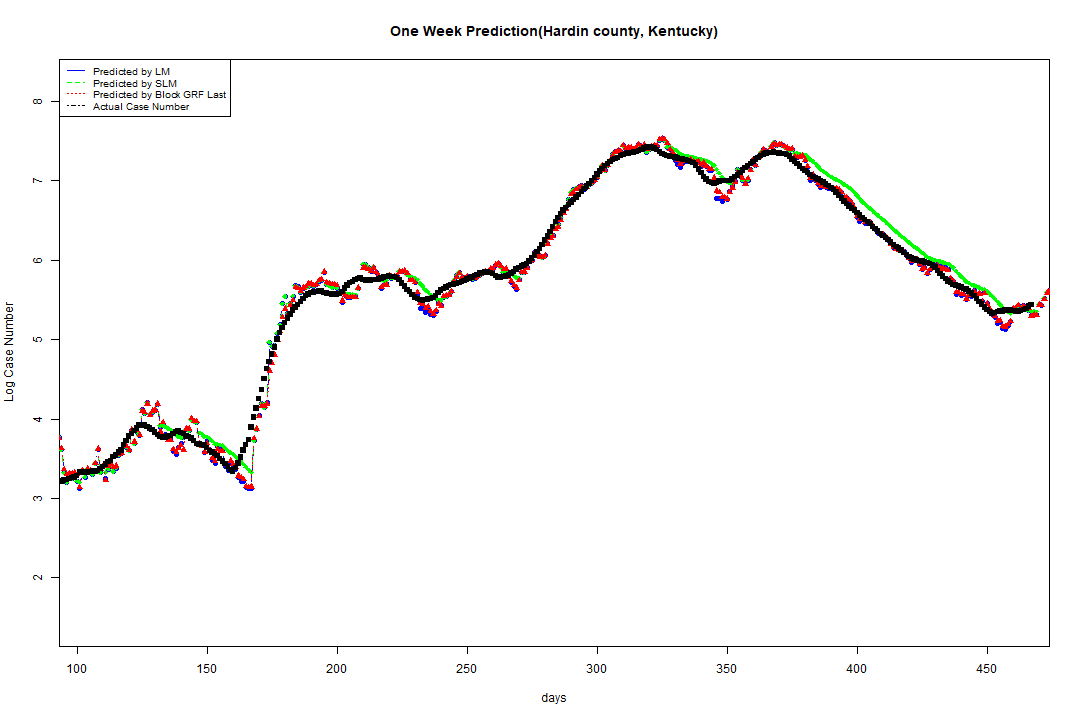 One Week Prediction(Hardin county, Kentucky)
Predicted by LM
Predicted by SLM
Predicted by Block GRF Last
Actual Case Number
8
7
6
5
4
3
2
Log Case Number
100 150 200 250 300 350 400 450
days